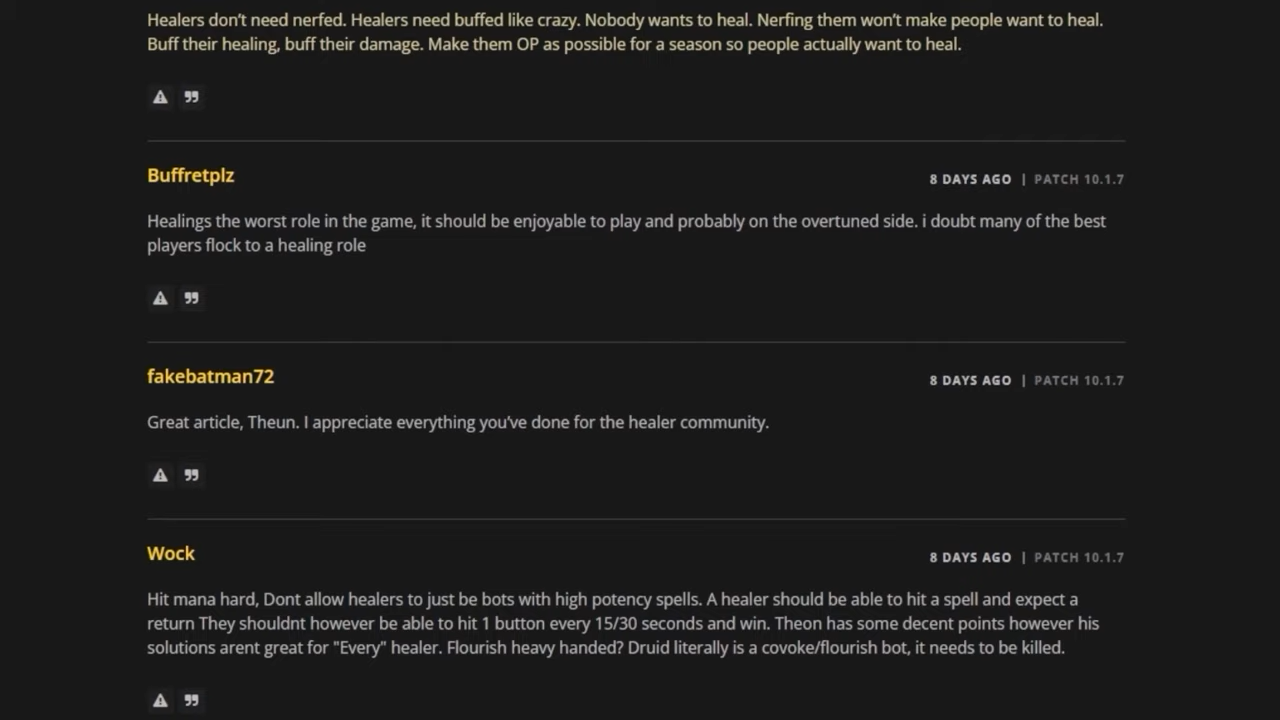 Healers don’t need nerfed. Healers need buffed like crazy. Nobody wants to heal. Nerfing them won’t make people want to heal.
Buff their healing, buff their damage. Make them OP as possible for a season so people actually want to heal.
Buffretplz
8 DAYS AGO | PATCH 10.1.7
Healings the worst role in the game, it should be enjoyable to play and probably on the overtuned side. i doubt many of the best
players flock to a healing role
fakebatman72
8 DAYS AGO | PATCH 10.1.7
Great article, Theun. I appreciate everything you’ve done for the healer community.
Wock
8 DAYS AGO | PATCH 10.1.7
Hit mana hard, Dont allow healers to just be bots with high potency spells. A healer should be able to hit a spell and expect a
return They shouldnt however be able to hit 1 button every 15/30 seconds and win. Theon has some decent points however his
solutions arent great for "Every" healer. Flourish heavy handed? Druid literally is a covoke/flourish bot, it needs to be killed.